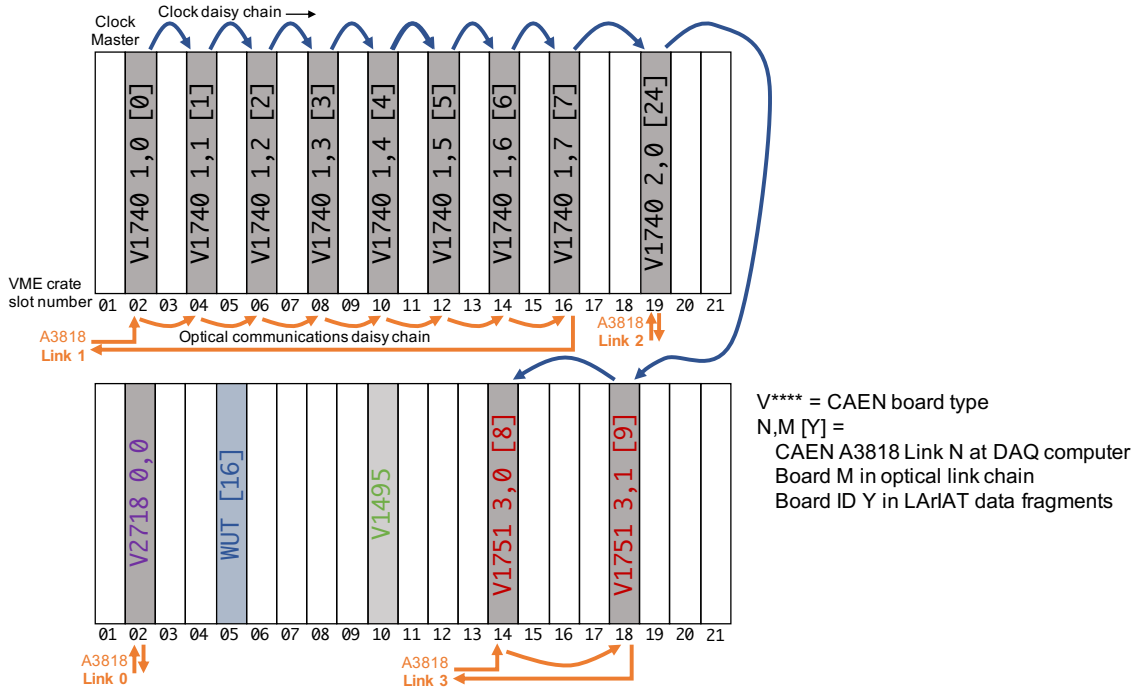 Clock daisy chain
Clock
Master
V1740 1,0 [0]
V1740 1,1 [1]
V1740 1,2 [2]
V1740 1,3 [3]
V1740 1,4 [4]
V1740 1,5 [5]
V1740 1,6 [6]
V1740 1,7 [7]
V1740 2,0 [24]
VME crate
slot number
01 02 03 04 05 06 07 08 09 10 11 12 13 14 15 16 17 18 19 20 21
A3818
Link 1
Optical communications daisy chain
A3818
Link 2
V2718 0,0
WUT [16]
V1495
V1751 3,0 [8]
V1751 3,1 [9]
V**** = CAEN board type
N,M [Y] =
CAEN A3818 Link N at DAQ computer
Board M in optical link chain
Board ID Y in LArIAT data fragments
01 02 03 04 05 06 07 08 09 10 11 12 13 14 15 16 17 18 19 20 21
A3818
Link 0
A3818
Link 3